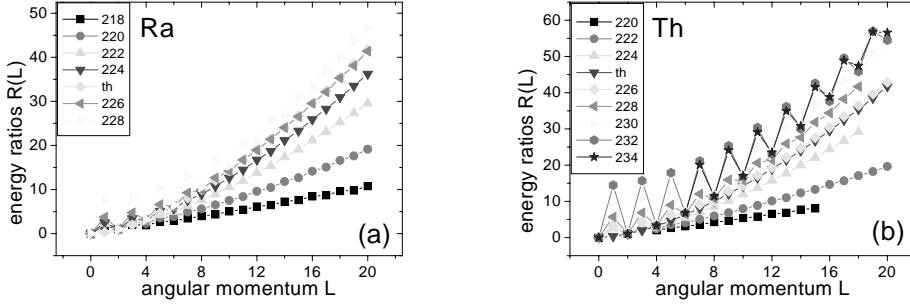 Ra
218
220
222
224
th
226
228
50
40
30
20
10
0
energy ratios R(L)
0 4 8 12 16 20
angular momentum L
(a)
Th
220
222
224
th
226
228
230
232
234
60
50
40
30
20
10
0
energy ratios R(L)
0 4 8 12 16 20
angular momentum L
(b)